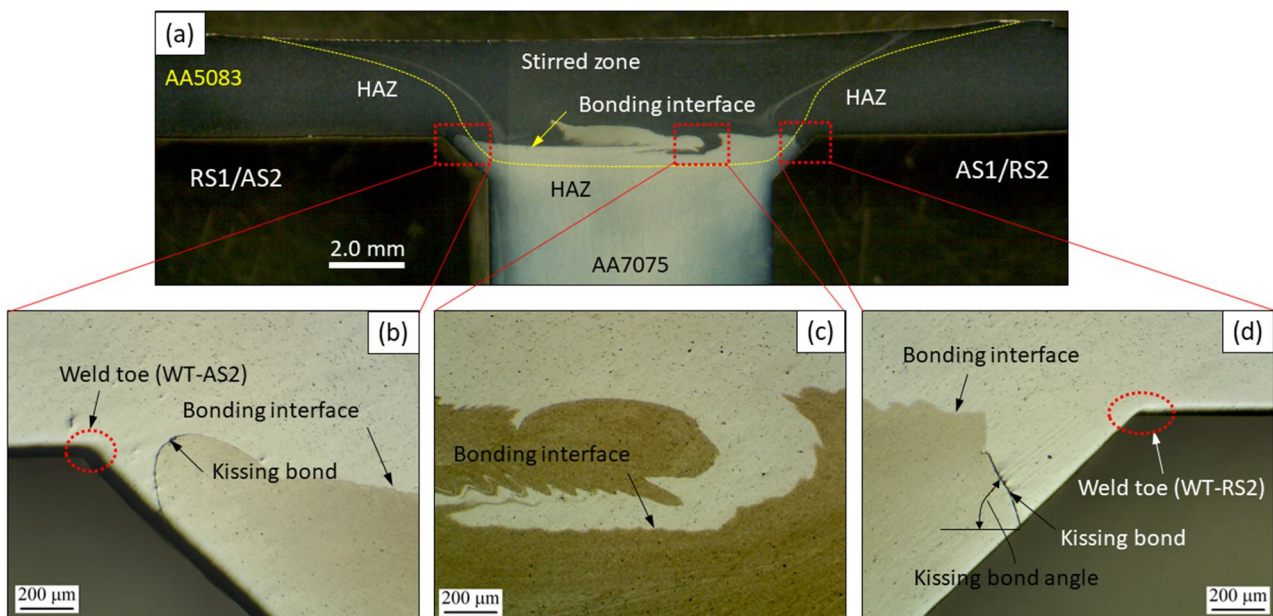 (a)
Stirred zone
AA5083
HAZ
HAZ
Bonding interface
RS1/AS2
HAZ
AS1/RS2
2.0 mm
AA7075
(b)
Weld toe (WT-AS2)
Bonding interface
Kissing bond
200 µm
(c)
Bonding interface
200 µm
(d)
Bonding interface
Weld toe (WT-RS2)
Kissing bond
Kissing bond angle
200 µm